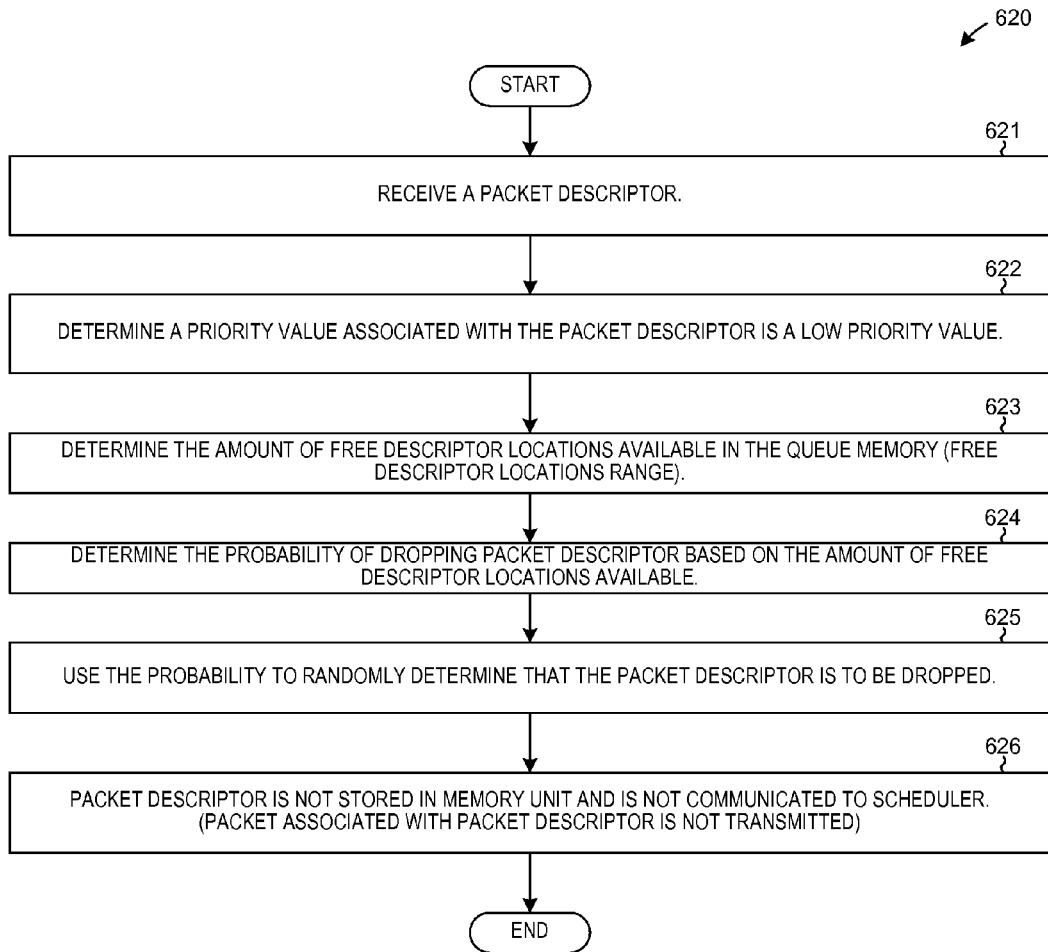 620
START
621
RECEIVE A PACKET DESCRIPTOR.
622
DETERMINE A PRIORITY VALUE ASSOCIATED WITH THE PACKET DESCRIPTOR IS A LOW PRIORITY VALUE.
623
DETERMINE THE AMOUNT OF FREE DESCRIPTOR LOCATIONS AVAILABLE IN THE QUEUE MEMORY (FREE
DESCRIPTOR LOCATIONS RANGE).
624
DETERMINE THE PROBABILITY OF DROPPING PACKET DESCRIPTOR BASED ON THE AMOUNT OF FREE
DESCRIPTOR LOCATIONS AVAILABLE.
625
USE THE PROBABILITY TO RANDOMLY DETERMINE THAT THE PACKET DESCRIPTOR IS TO BE DROPPED.
626
PACKET DESCRIPTOR IS NOT STORED IN MEMORY UNIT AND IS NOT COMMUNICATED TO SCHEDULER.
(PACKET ASSOCIATED WITH PACKET DESCRIPTOR IS NOT TRANSMITTED)
END